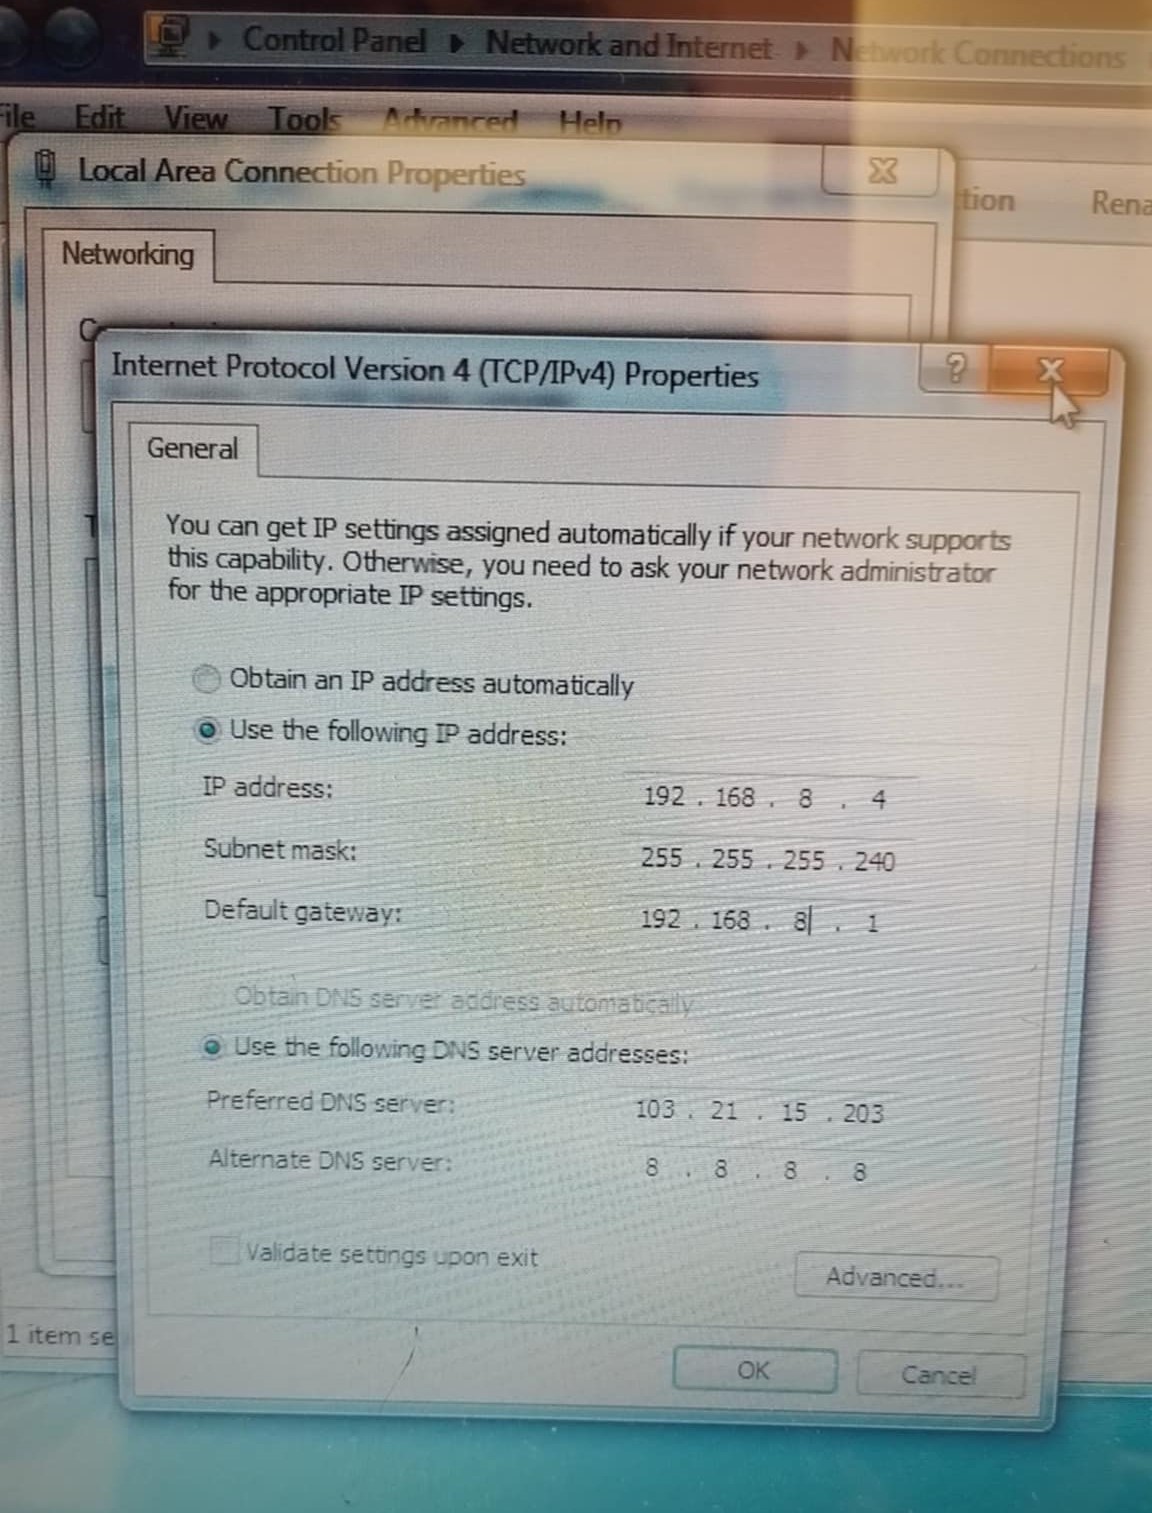 Control Panel Network and Internet Network Connections
File Edit View Tools Advanced Help
Local Area Connection Properties
tion Rena
Networking
Internet Protocol Version 4 (TCP/IPv4) Properties
General
You can get IP settings assigned automatically if your network supports
this capability. Otherwise, you need to ask your network administrator
for the appropriate IP settings.
Obtain an IP address automatically
Use the following IP address:
IP address: 192 . 168 . 8 . 4
Subnet mask: 255 . 255 . 255 . 240
Default gateway: 192 . 168 . 8 . 1
Obtain DNS server address automatically
Use the following DNS server addresses:
Preferred DNS server: 103 . 21 . 15 . 203
Alternate DNS server: 8 . 8 . 8 . 8
Validate settings upon exit
Advanced...
1 item se
OK Cancel